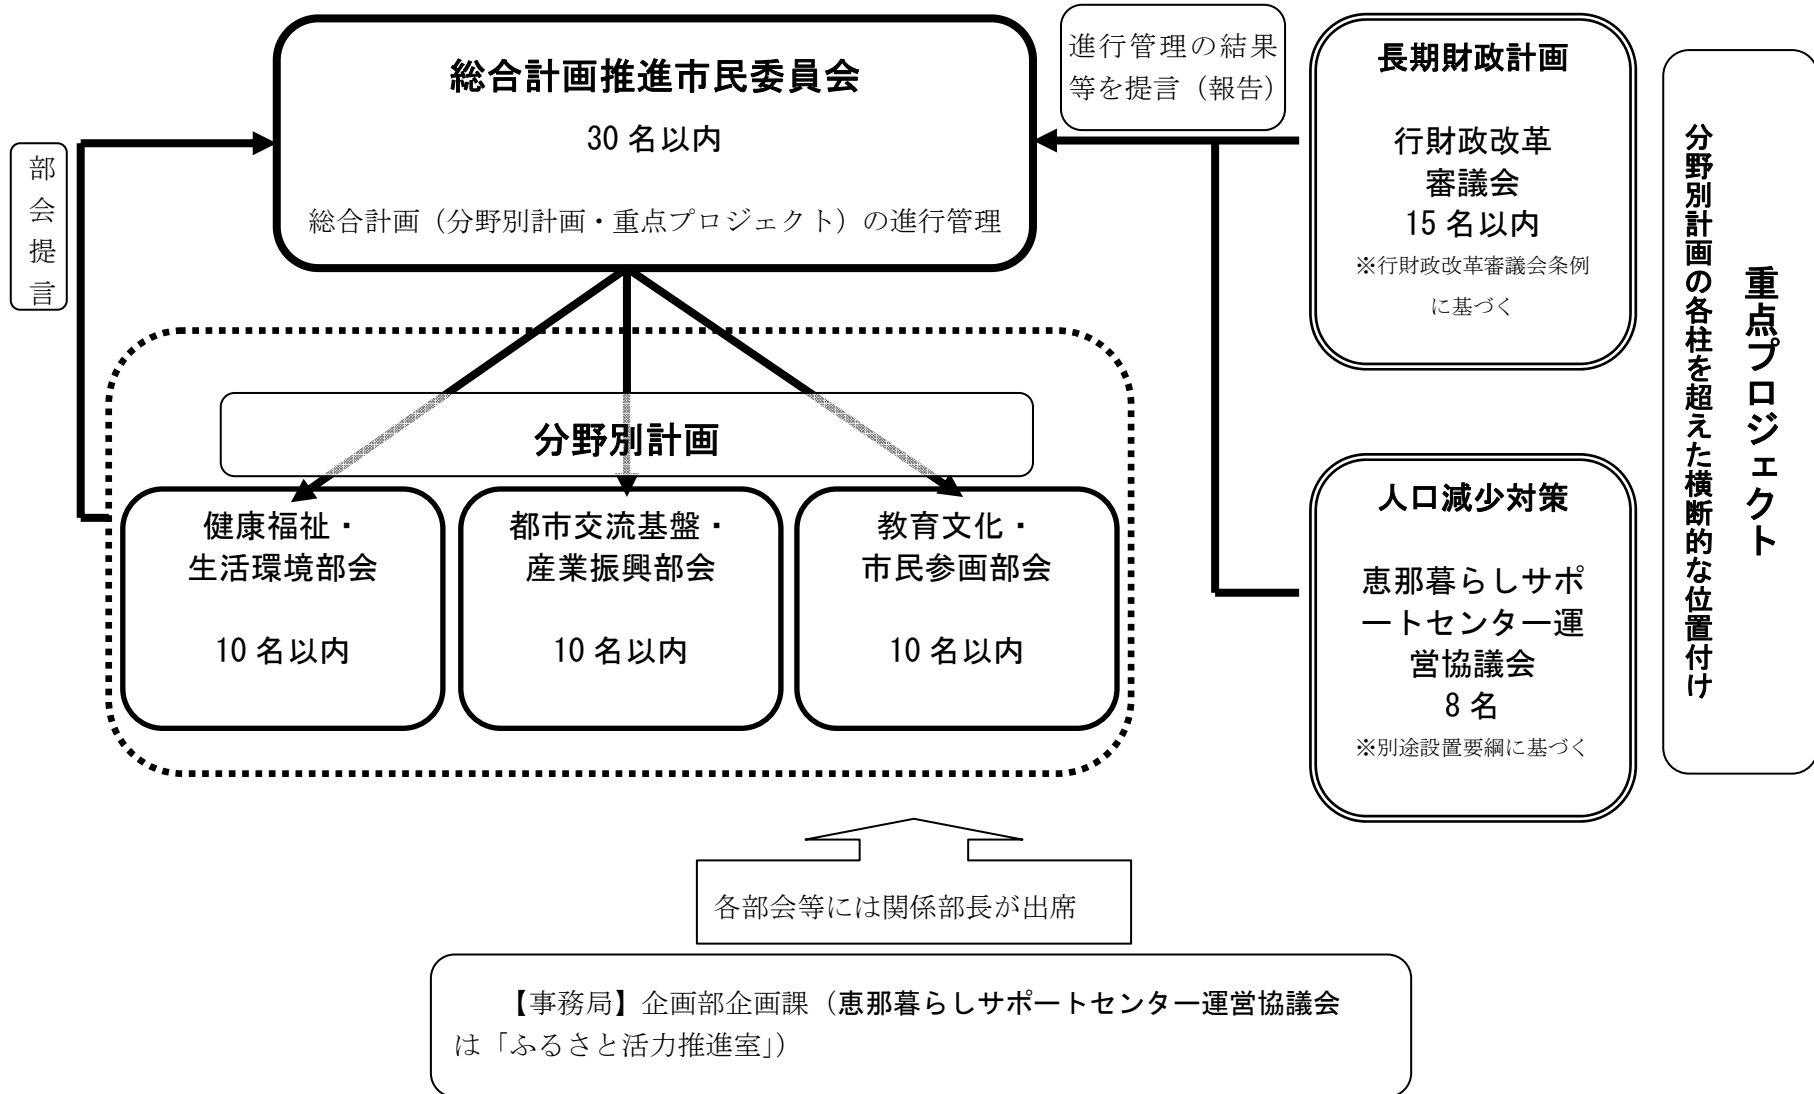 総合計画推進市民委員会
30 名以内
総合計画（分野別計画・重点プロジェクト）の進行管理
進行管理の結果
等を提言（報告）
部会提言
分野別計画
健康福祉・
生活環境部会
10 名以内
都市交流基盤・
産業振興部会
10 名以内
教育文化・
市民参画部会
10 名以内
長期財政計画
行財政改革
審議会
15 名以内
※行財政改革審議会条例
に基づく
人口減少対策
恵那暮らしサポ
ートセンター運
営協議会
8 名
※別途設置要綱に基づく
重点プロジェクト
分野別計画の各柱を超えた横断的な位置付け
各部会等には関係部長が出席
【事務局】企画部企画課（恵那暮らしサポートセンター運営協議会
は「ふるさと活力推進室」）